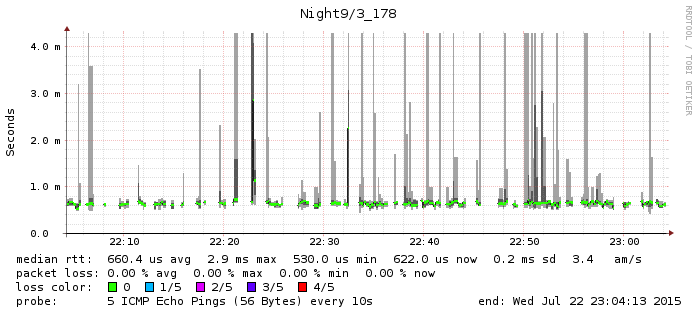 Night9/3_178
RRDTOOL / TOBI OETIKER
Seconds
4.0 m
3.0 m
2.0 m
1.0 m
0.0
22:10 22:20 22:30 22:40 22:50 23:00
median rtt: 660.4 us avg 2.9 ms max 530.0 us min 622.0 us now 0.2 ms sd 3.4 am/s
packet loss: 0.00 % avg 0.00 % max 0.00 % min 0.00 % now
loss color: 0 1/5 2/5 3/5 4/5
probe: 5 ICMP Echo Pings (56 Bytes) every 10s end: Wed Jul 22 23:04:13 2015